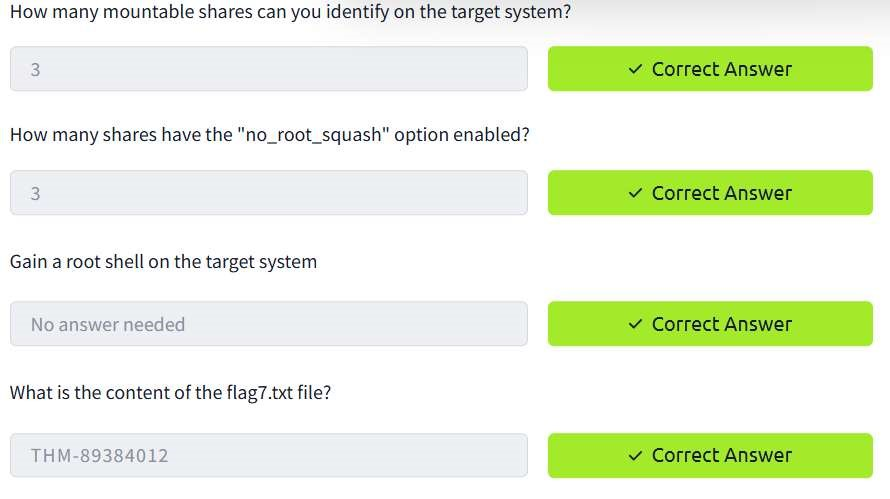 How many mountable shares can you identify on the target system?
3
✓ Correct Answer
How many shares have the "no_root_squash" option enabled?
3
✓ Correct Answer
Gain a root shell on the target system
No answer needed
✓ Correct Answer
What is the content of the flag7.txt file?
THM-89384012
✓ Correct Answer